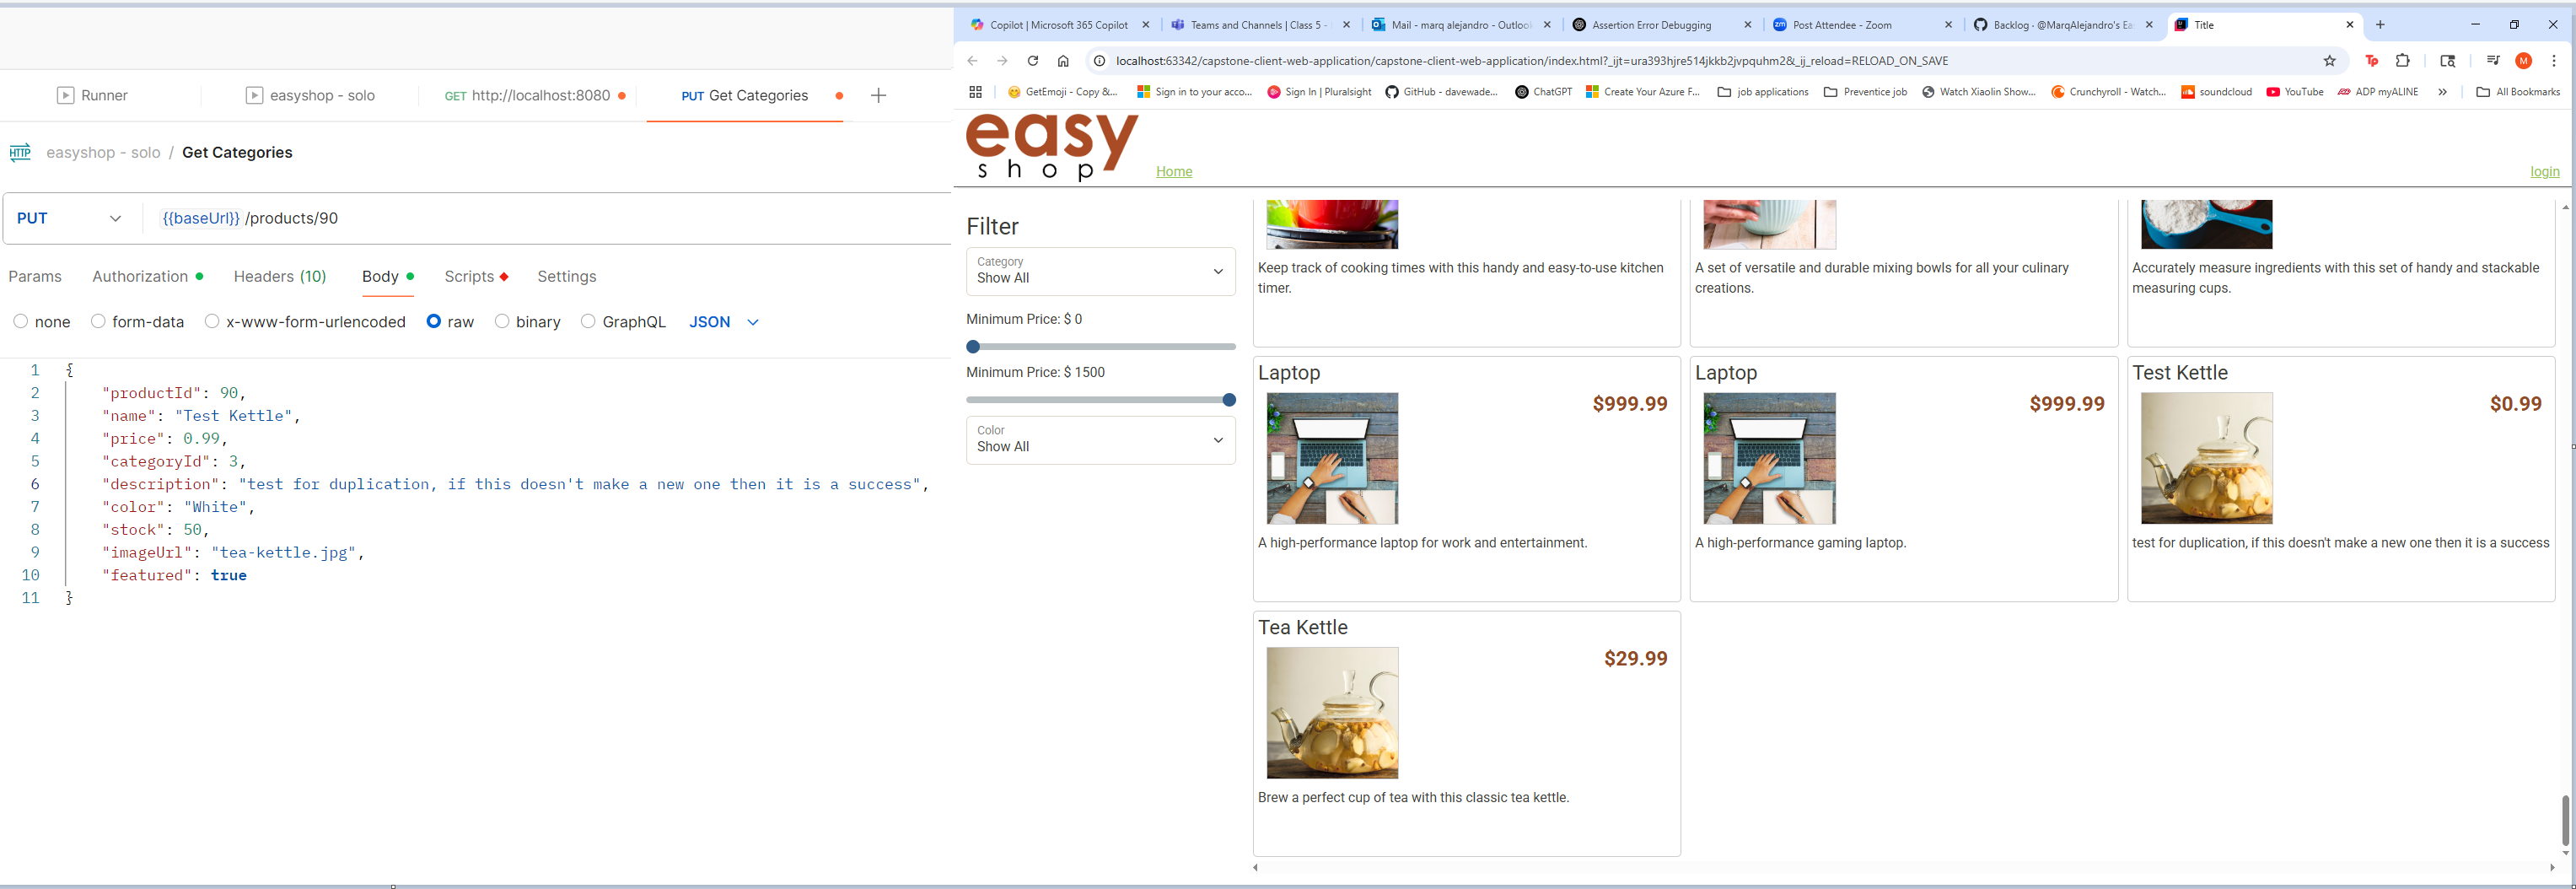 Runner
easyshop - solo
GET http://localhost:8080
PUT Get Categories
HTTP easyshop - solo / Get Categories
PUT {{baseUrl}} /products/90
Params Authorization Headers (10) Body Scripts Settings
none form-data x-www-form-urlencoded raw binary GraphQL JSON
1 {
2 "productId": 90,
3 "name": "Test Kettle",
4 "price": 0.99,
5 "categoryId": 3,
6 "description": "test for duplication, if this doesn't make a new one then it is a success",
7 "color": "White",
8 "stock": 50,
9 "imageUrl": "tea-kettle.jpg",
10 "featured": true
11 }
Copilot | Microsoft 365 Copilot
Teams and Channels | Class 5 -
Mail - marq alejandro - Outlook
Assertion Error Debugging
Post Attendee - Zoom
Backlog · @MarqAlejandro's Ea
Title
localhost:63342/capstone-client-web-application/capstone-client-web-application/index.html?_ijt=ura393hjre514jkkb2jvpquhm2&_ij_reload=RELOAD_ON_SAVE
Tp
M
GetEmoji - Copy &...
Sign in to your acco...
Sign In | Pluralsight
GitHub - davewade...
ChatGPT
Create Your Azure F...
job applications
Preventice job
Watch Xiaolin Show...
Crunchyroll - Watch...
soundcloud
YouTube
ADP myALINE
All Bookmarks
easy
shop
Home
login
Filter
Category
Show All
Minimum Price: $ 0
Minimum Price: $ 1500
Color
Show All
Keep track of cooking times with this handy and easy-to-use kitchen
timer.
A set of versatile and durable mixing bowls for all your culinary
creations.
Accurately measure ingredients with this set of handy and stackable
measuring cups.
Laptop
$999.99
A high-performance laptop for work and entertainment.
Laptop
$999.99
A high-performance gaming laptop.
Test Kettle
$0.99
test for duplication, if this doesn't make a new one then it is a success
Tea Kettle
$29.99
Brew a perfect cup of tea with this classic tea kettle.